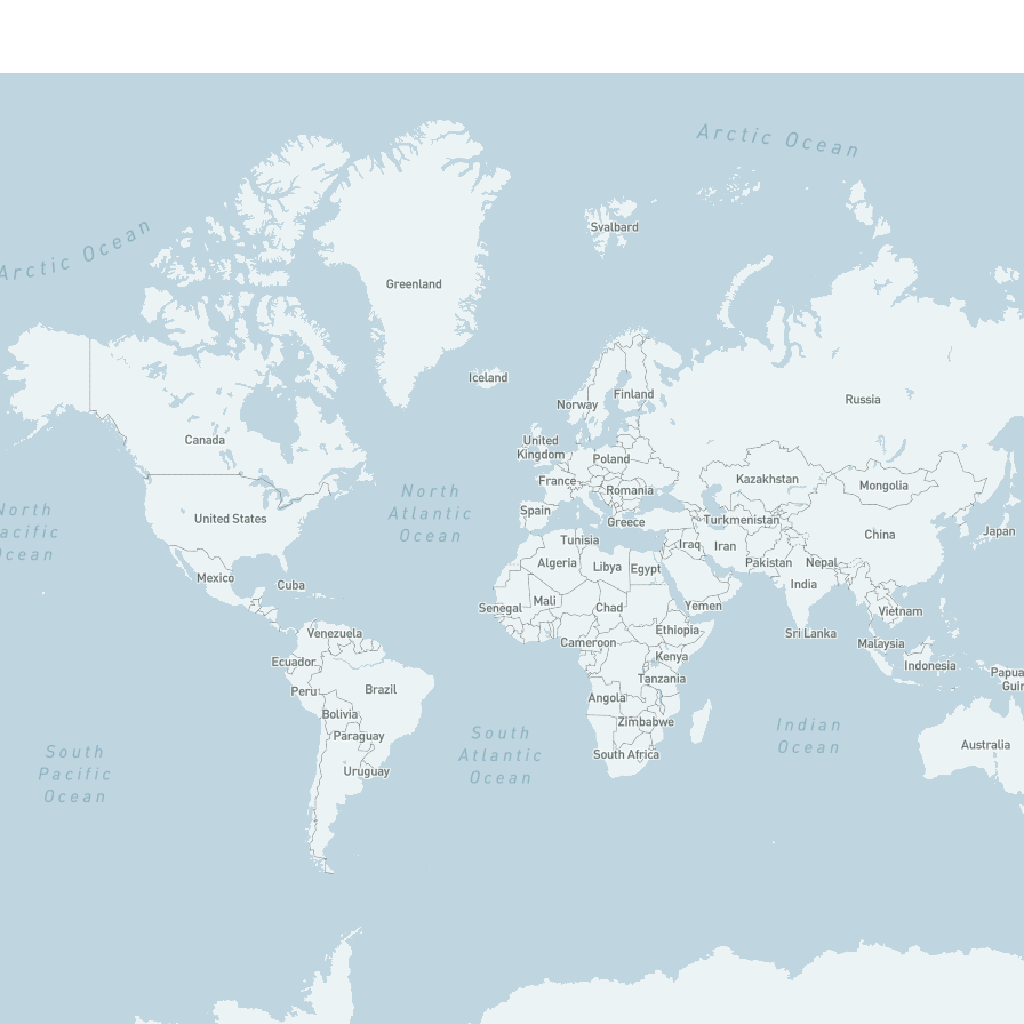 Arctic Ocean
Arctic Ocean
Svalbard
Greenland
Iceland
Finland
Norway
Russia
Canada
United
Kingdom
Poland
France
Romania
Kazakhstan
Mongolia
North
Atlantic
Ocean
North
acific
cean
United States
Spain
Greece
Turkmenistan
China
Japan
Tunisia
Iraq
Iran
Algeria
Libya
Egypt
Pakistan
Nepal
India
Mexico
Cuba
Senegal
Mali
Chad
Yemen
Vietnam
Venezuela
Cameroon
Ethiopia
Sri Lanka
Malaysia
Ecuador
Kenya
Indonesia
Papua
Guin
Peru
Brazil
Tanzania
Bolivia
Angola
Zimbabwe
Paraguay
South Africa
Uruguay
Australia
South
Atlantic
Ocean
Indian
Ocean
South
Pacific
Ocean